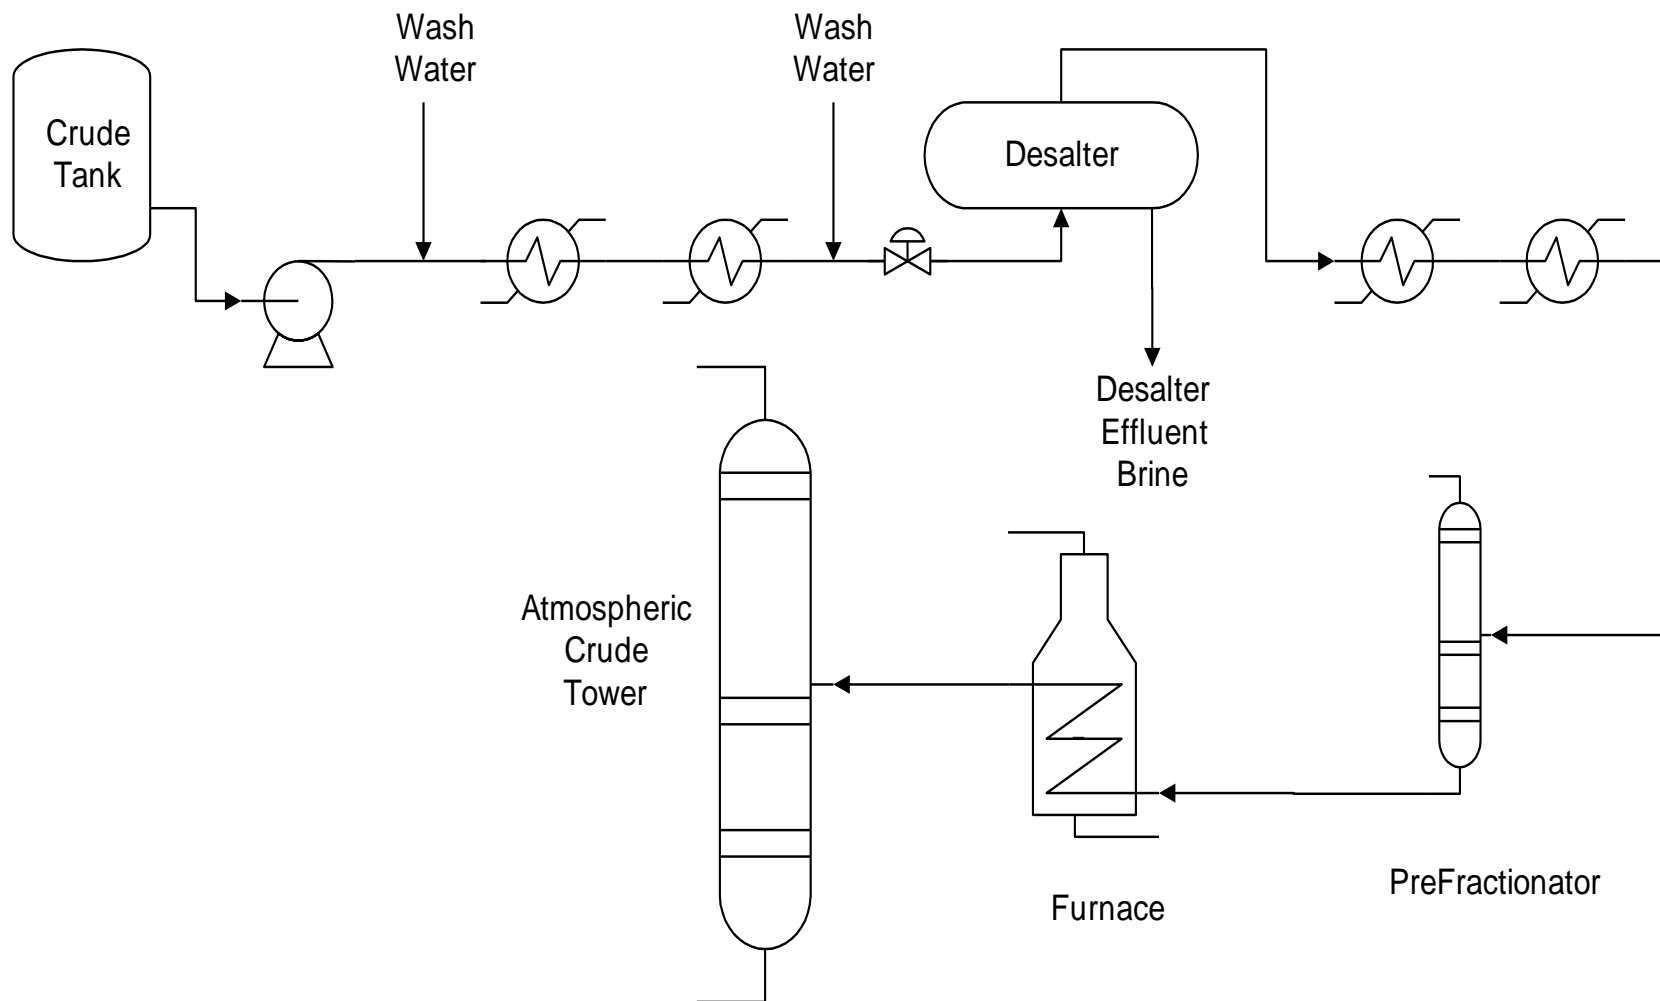 Wash
Water
Wash
Water
Crude
Tank
Desalter
Desalter
Effluent
Brine
Atmospheric
Crude
Tower
Furnace
PreFractionator